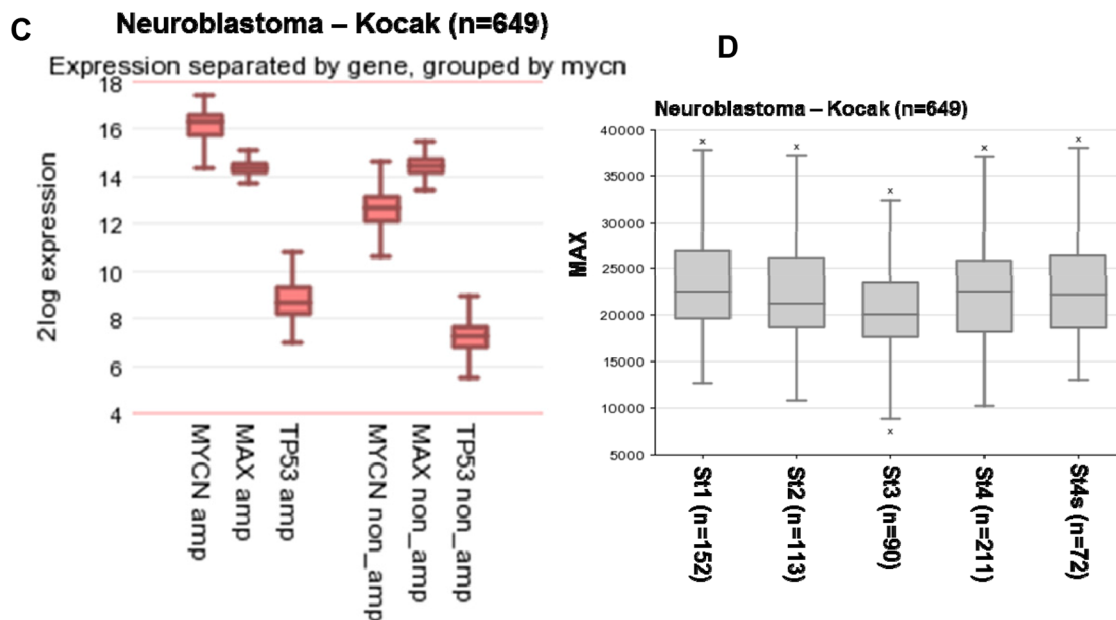 C
Neuroblastoma – Kocak (n=649)
Expression separated by gene, grouped by mycn
2log expression
18
16
14
12
10
8
6
4
MYCN amp
MAX amp
TP53 amp
MYCN non_amp
MAX non_amp
TP53 non_amp
D
Neuroblastoma – Kocak (n=649)
MAX
40000
35000
30000
25000
20000
15000
10000
5000
St1 (n=152)
St2 (n=113)
St3 (n=90)
St4 (n=211)
St4s (n=72)